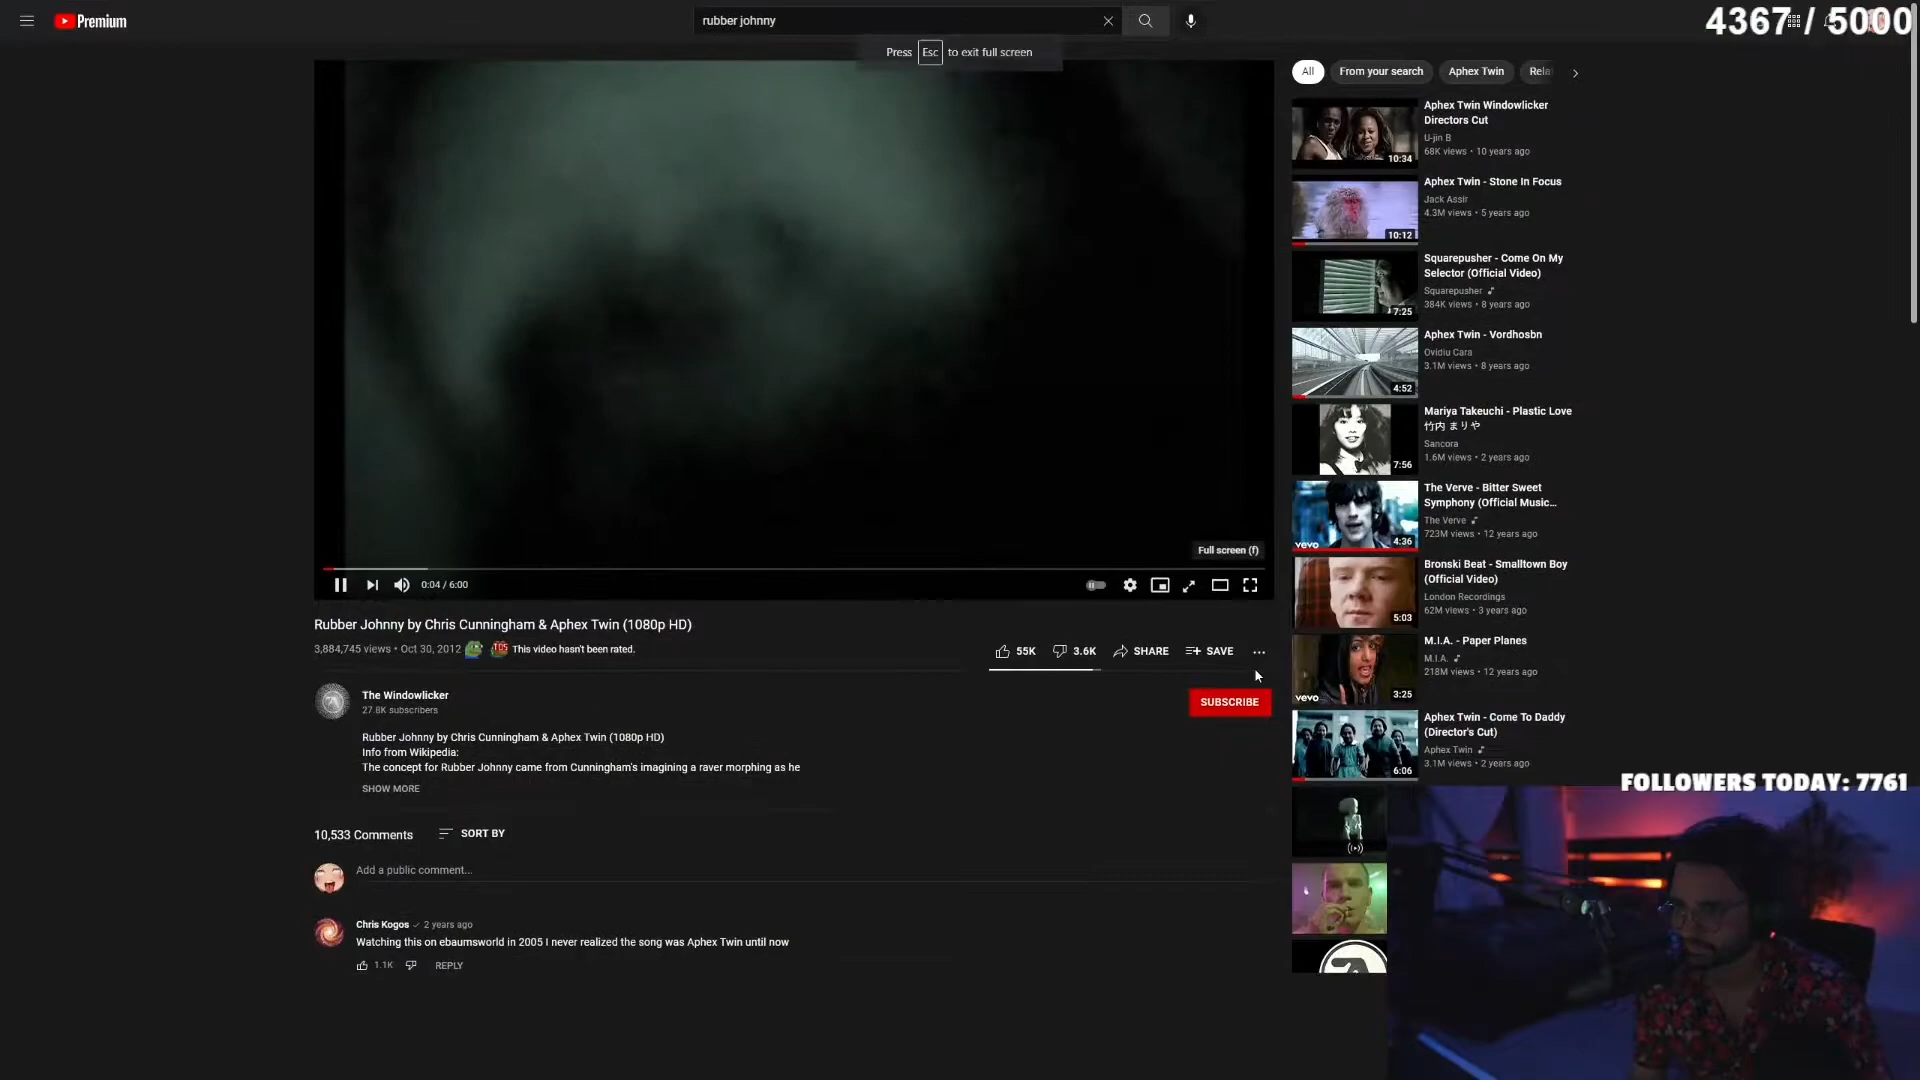 Premium
rubber johnny
4367 / 5000
Press Esc to exit full screen
All
From your search
Aphex Twin
Rela
Full screen (f)
0:04 / 6:00
Rubber Johnny by Chris Cunningham & Aphex Twin (1080p HD)
3,884,745 views • Oct 30, 2012
This video hasn't been rated.
55K
3.6K
SHARE
SAVE
The Windowlicker
27.8K subscribers
SUBSCRIBE
Rubber Johnny by Chris Cunningham & Aphex Twin (1080p HD)
Info from Wikipedia:
The concept for Rubber Johnny came from Cunningham's imagining a raver morphing as he
SHOW MORE
10,533 Comments
SORT BY
Add a public comment...
Chris Kogos
2 years ago
Watching this on ebaumsworld in 2005 I never realized the song was Aphex Twin until now
1.1K
REPLY
Aphex Twin Windowlicker
Directors Cut
U-jin B
68K views • 10 years ago
10:34
Aphex Twin - Stone In Focus
Jack Assir
4.3M views • 5 years ago
10:12
Squarepusher - Come On My
Selector (Official Video)
Squarepusher
384K views • 8 years ago
7:25
Aphex Twin - Vordhosbn
Ovidiu Cara
3.1M views • 8 years ago
4:52
Mariya Takeuchi - Plastic Love
竹内 まりや
Sancora
1.6M views • 2 years ago
7:56
The Verve - Bitter Sweet
Symphony (Official Music...
The Verve
723M views • 12 years ago
vevo
4:36
Bronski Beat - Smalltown Boy
(Official Video)
London Recordings
62M views • 3 years ago
5:03
M.I.A. - Paper Planes
M.I.A.
218M views • 12 years ago
vevo
3:25
Aphex Twin - Come To Daddy
(Director's Cut)
Aphex Twin
3.1M views • 2 years ago
6:06
FOLLOWERS TODAY: 7761